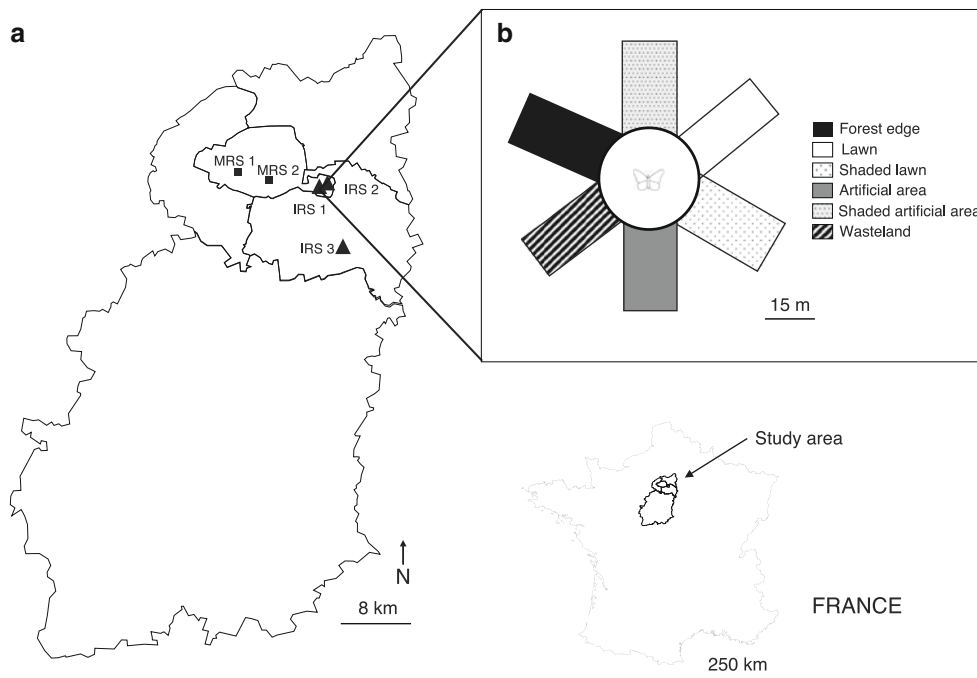 a
b
MRS 1
MRS 2
IRS 2
IRS 1
IRS 3
N
8 km
Forest edge
Lawn
Shaded lawn
Artificial area
Shaded artificial area
Wasteland
15 m
Study area
FRANCE
250 km